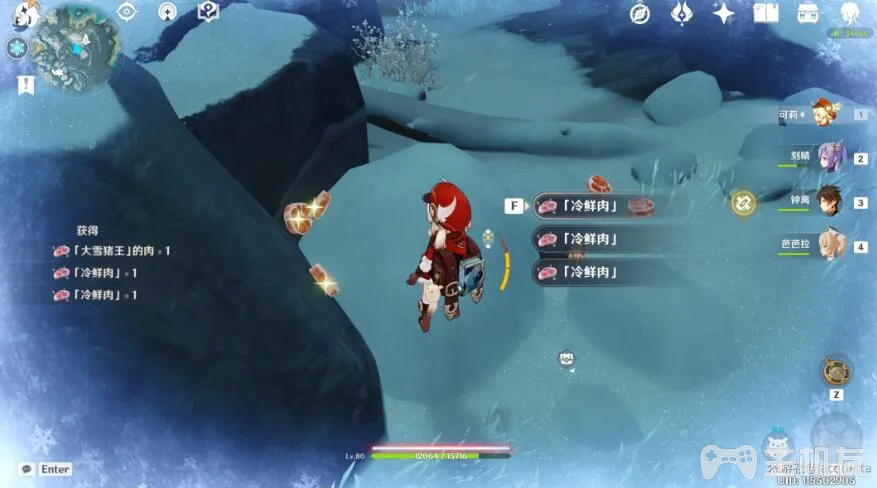 可莉
1
刻晴
2
钟离
3
芭芭拉
4
F
「冷鲜肉」
「冷鲜肉」
「冷鲜肉」
获得
「大雪猪王」的肉×1
「冷鲜肉」×1
「冷鲜肉」×1
Z
Lv.80
12064 / 15716
Enter
UID: 115502905